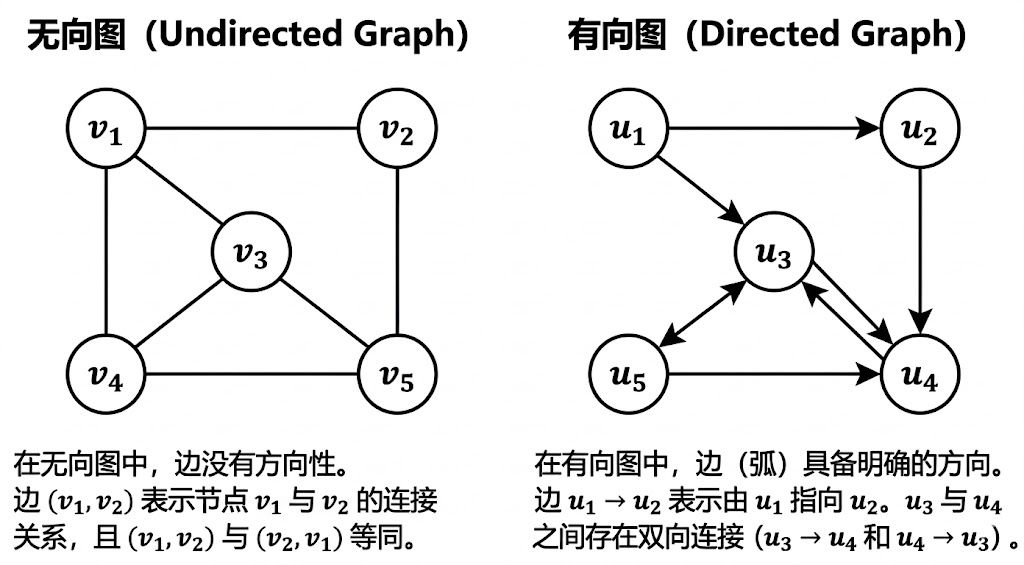 无向图（Undirected Graph）
v₁
v₂
v₃
v₄
v₅
在无向图中，边没有方向性。
边 (v₁, v₂) 表示节点 v₁ 与 v₂ 的连接
关系，且 (v₁, v₂) 与 (v₂, v₁) 等同。
有向图（Directed Graph）
u₁
u₂
u₃
u₅
u₄
在有向图中，边（弧）具备明确的方向。
边 u₁ → u₂ 表示由 u₁ 指向 u₂。u₃ 与 u₄
之间存在双向连接 (u₃ → u₄ 和 u₄ → u₃) 。